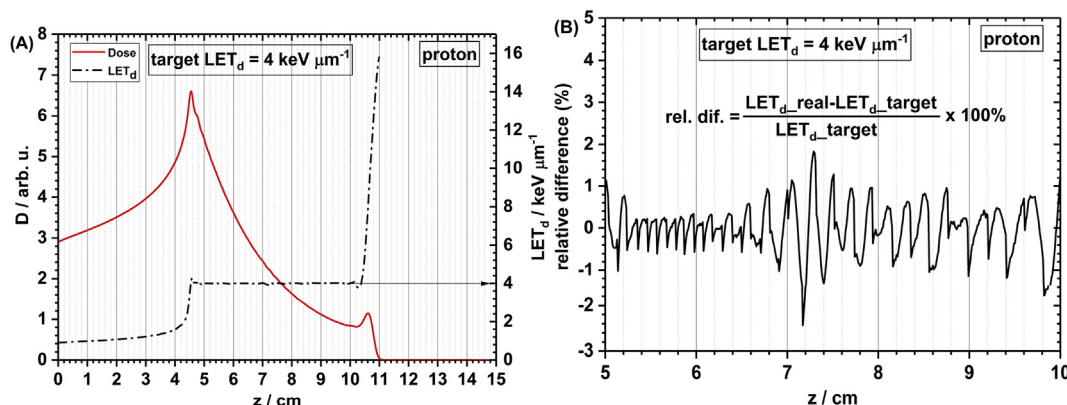 (A)
Dose
LETd
target LETd = 4 keV μm-1
proton
D / arb. u.
8
7
6
5
4
3
2
1
0
LETd / keV μm-1
16
14
12
10
8
6
4
2
0
0 1 2 3 4 5 6 7 8 9 10 11 12 13 14 15
z / cm
(B)
target LETd = 4 keV μm-1
proton
rel. dif. = LETd_real-LETd_target / LETd_target x 100%
relative difference (%)
5
4
3
2
1
0
-1
-2
-3
5 6 7 8 9 10
z / cm